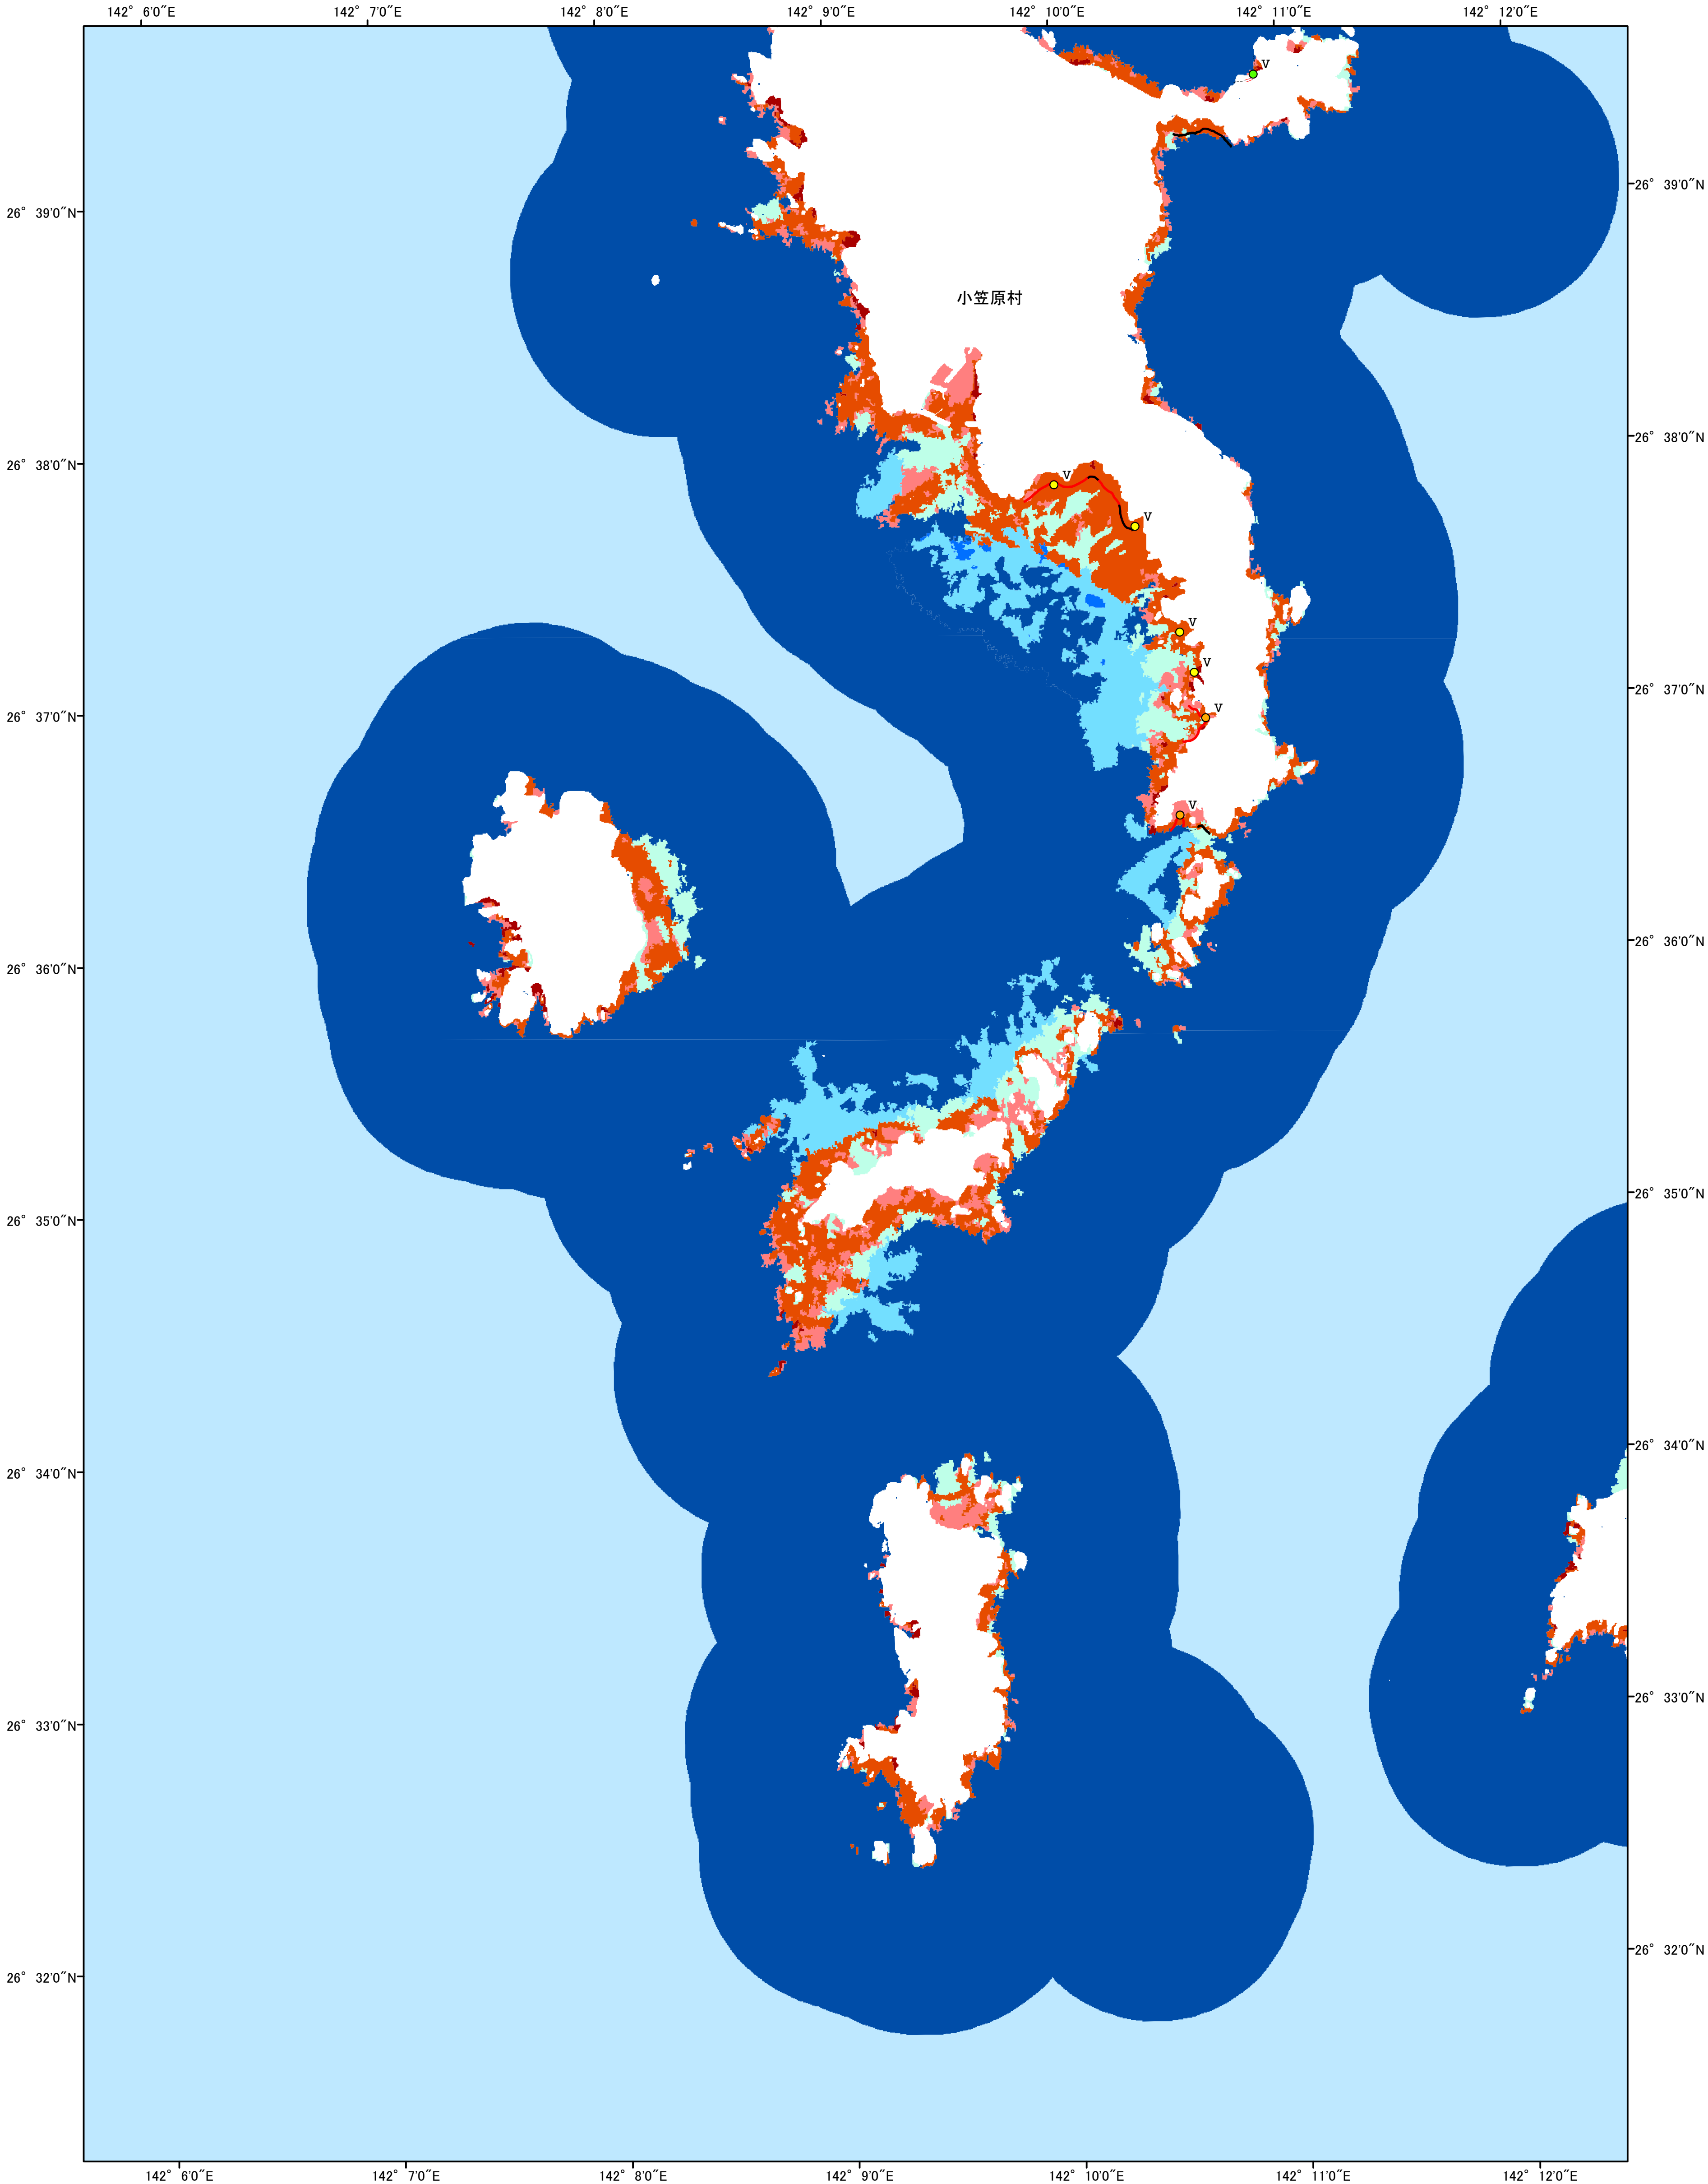 142° 6'0"E 142° 7'0"E 142° 8'0"E 142° 9'0"E 142° 10'0"E 142° 11'0"E 142° 12'0"E
V
26° 39'0"N
26° 39'0"N
小笠原村
26° 38'0"N
26° 38'0"N
V
V
V
V
26° 37'0"N
V
26° 37'0"N
V
26° 36'0"N
26° 36'0"N
26° 35'0"N
26° 35'0"N
26° 34'0"N
26° 34'0"N
26° 33'0"N
26° 33'0"N
26° 32'0"N
26° 32'0"N
142° 6'0"E 142° 7'0"E 142° 8'0"E 142° 9'0"E 142° 10'0"E 142° 11'0"E 142° 12'0"E